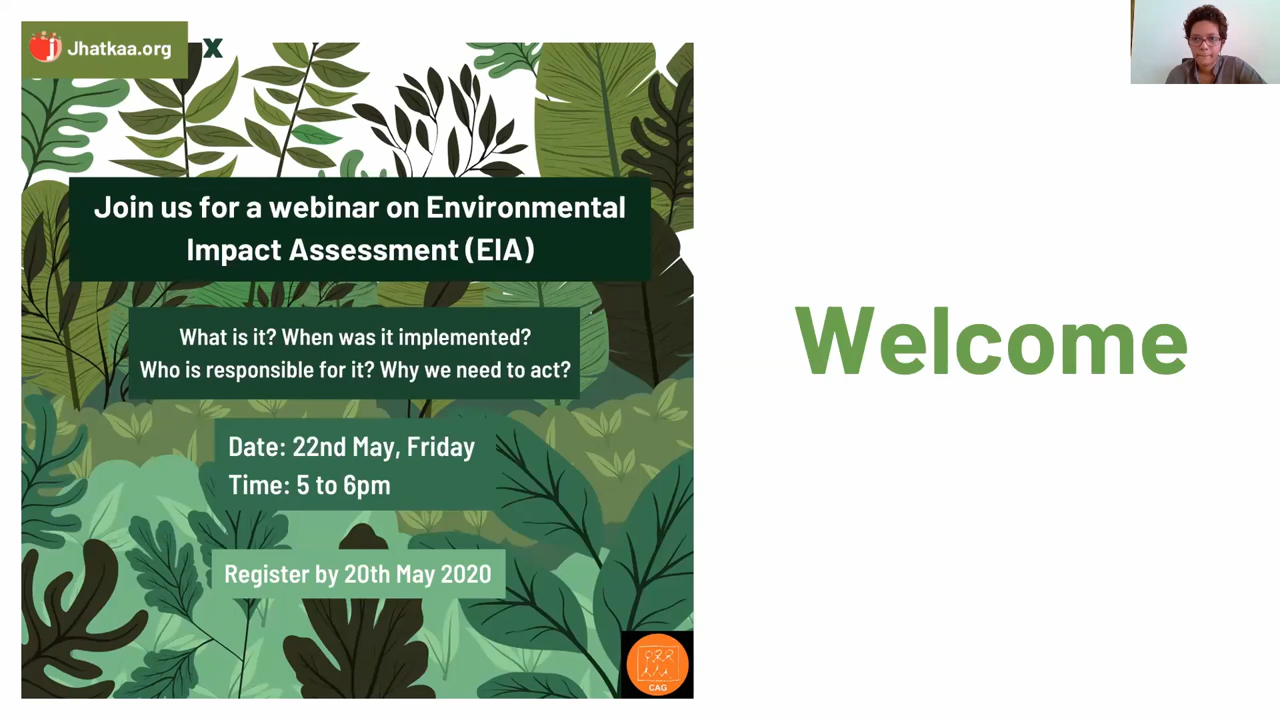 Jhatkaa.org
x
Join us for a webinar on Environmental
Impact Assessment (EIA)
What is it? When was it implemented?
Who is responsible for it? Why we need to act?
Date: 22nd May, Friday
Time: 5 to 6pm
Register by 20th May 2020
CAG
Welcome